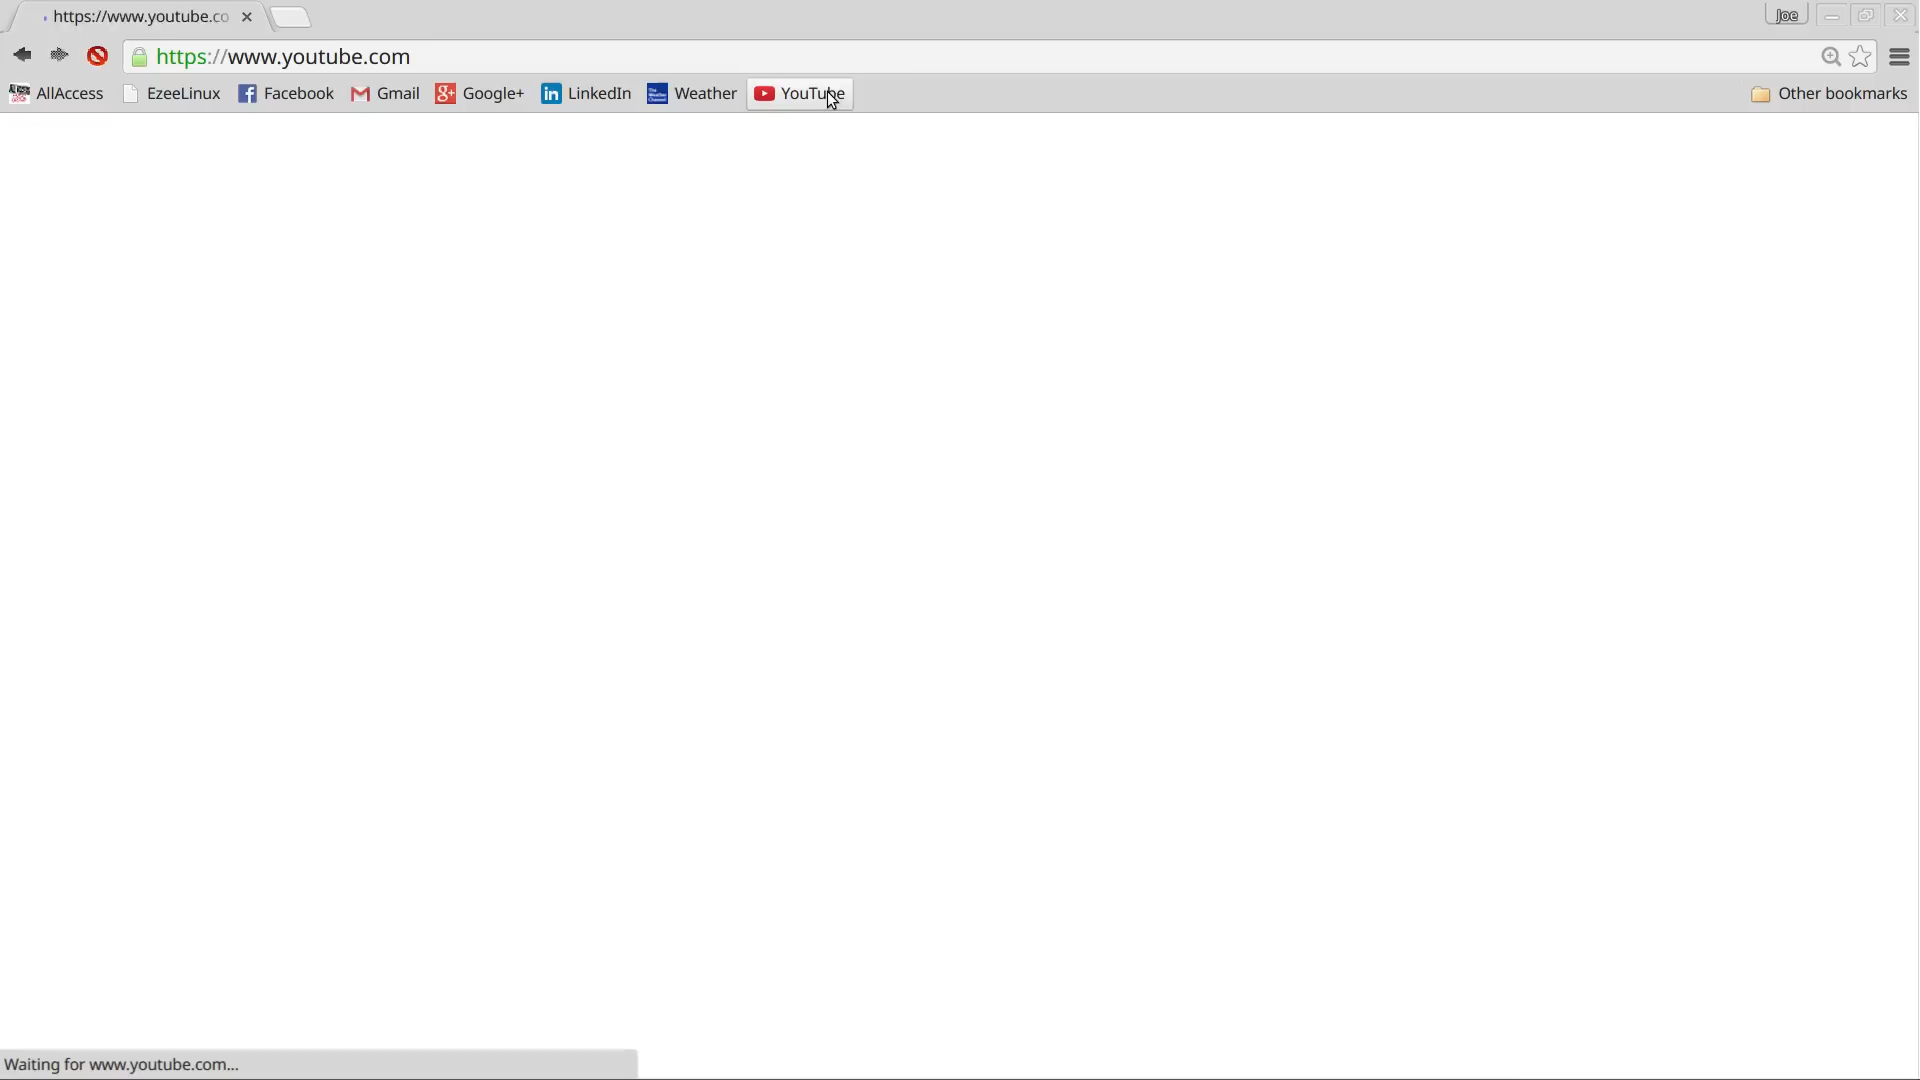 https://www.youtube.co
Joe
https://www.youtube.com
AllAccess EzeeLinux Facebook Gmail Google+ LinkedIn Weather YouTube Other bookmarks
Waiting for www.youtube.com...